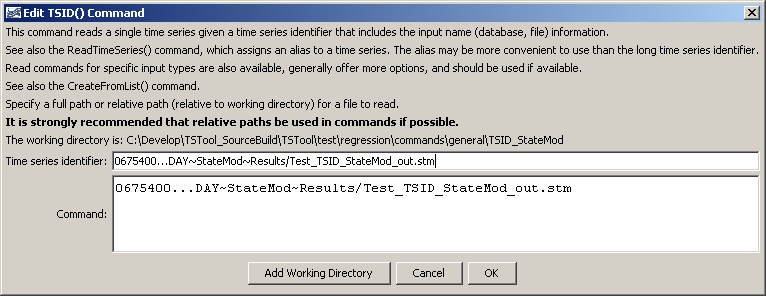 Edit TSID() Command
This command reads a single time series given a time series identifier that includes the input name (database, file) information.
See also the ReadTimeSeries() command, which assigns an alias to a time series. The alias may be more convenient to use than the long time series identifier.
Read commands for specific input types are also available, generally offer more options, and should be used if available.
See also the CreateFromList() command.
Specify a full path or relative path (relative to working directory) for a file to read.
It is strongly recommended that relative paths be used in commands if possible.
The working directory is: C:\Develop\TSTool_SourceBuild\TSTool\test\regression\commands\general\TSID_StateMod
Time series identifier: 0675400...DAY~StateMod~Results/Test_TSID_StateMod_out.stm
Command: 0675400...DAY~StateMod~Results/Test_TSID_StateMod_out.stm
Add Working Directory Cancel OK